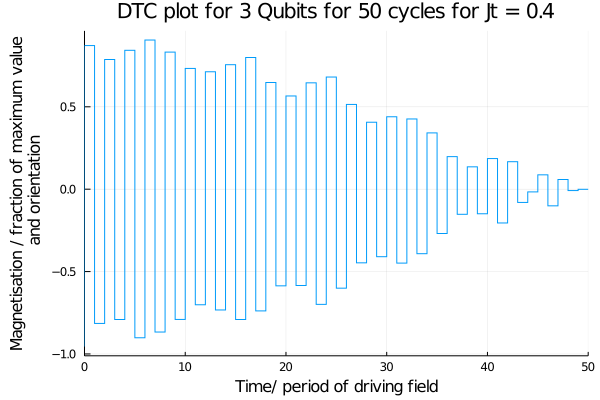 DTC plot for 3 Qubits for 50 cycles for Jt = 0.4
Magnetisation / fraction of maximum value
and orientation
0.5
0.0
−0.5
−1.0
0 10 20 30 40 50
Time/ period of driving field